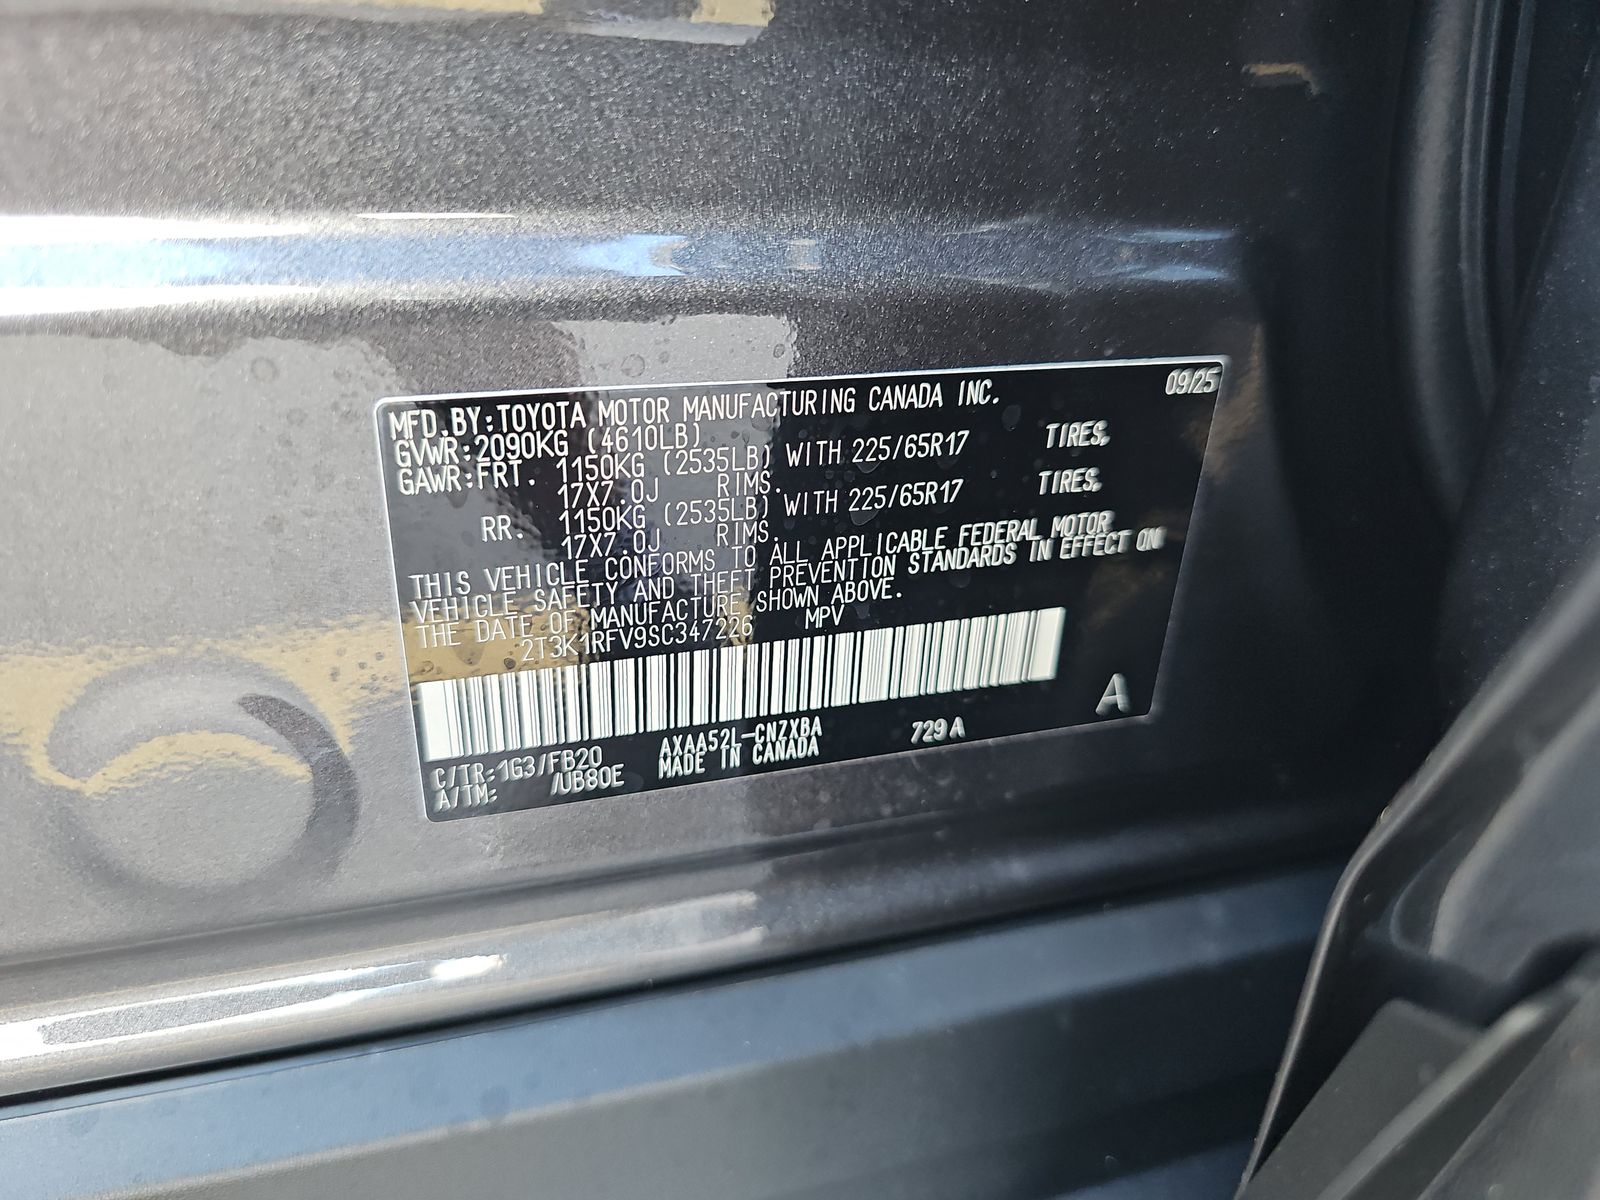 09/25
MFD.BY:TOYOTA MOTOR MANUFACTURING CANADA INC.
GVWR:2090KG (4610LB)
GAWR:FRT. 1150KG (2535LB) WITH 225/65R17 TIRES,
17X7.0J RIMS.
RR. 1150KG (2535LB) WITH 225/65R17 TIRES,
17X7.0J RIMS.
THIS VEHICLE CONFORMS TO ALL APPLICABLE FEDERAL MOTOR
VEHICLE SAFETY AND THEFT PREVENTION STANDARDS IN EFFECT ON
THE DATE OF MANUFACTURE SHOWN ABOVE.
2T3K1RFV9SC347226 MPV
A
C/TR:1G3/FB20 AXAA52L-CNZXBA 729A
A/TM: /UB80E MADE IN CANADA